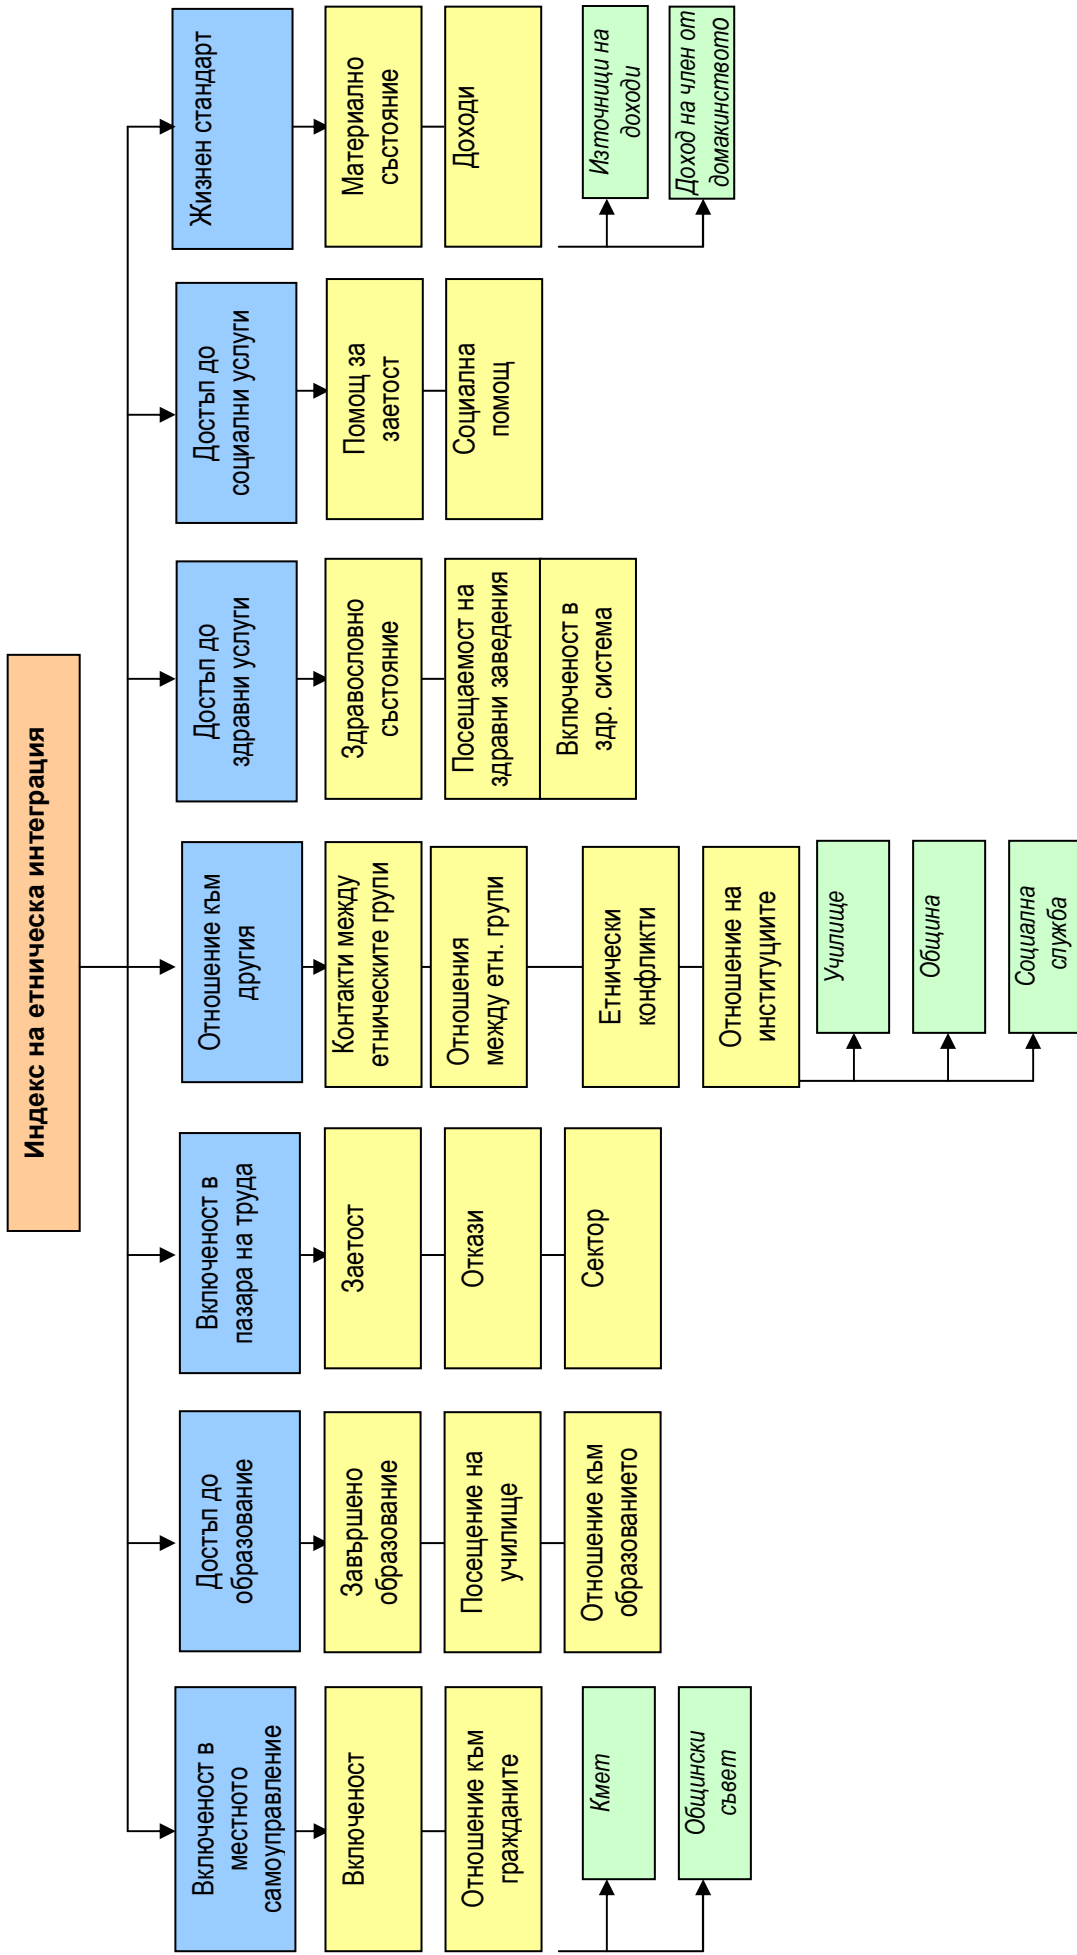 Индекс на етническа интеграция
Включеност в
местното
самоуправление
Достъп до
образование
Включеност в
пазара на труда
Отношение към
другия
Достъп до
здравни услуги
Достъп до
социални услуги
Жизнен стандарт
Включеност
Отношение към
гражданите
Кмет
Общински
съвет
Завършено
образование
Посещение на
училище
Отношение към
образованието
Заетост
Откази
Сектор
Контакти между
етническите групи
Отношения
между етн. групи
Етнически
конфликти
Отношение на
институциите
Училище
Община
Социална
служба
Здравословно
състояние
Посещаемост на
здравни заведения
Включеност в
здр. система
Помощ за
заетост
Социална
помощ
Материално
състояние
Доходи
Източници на
доходи
Доход на член от
домакинството